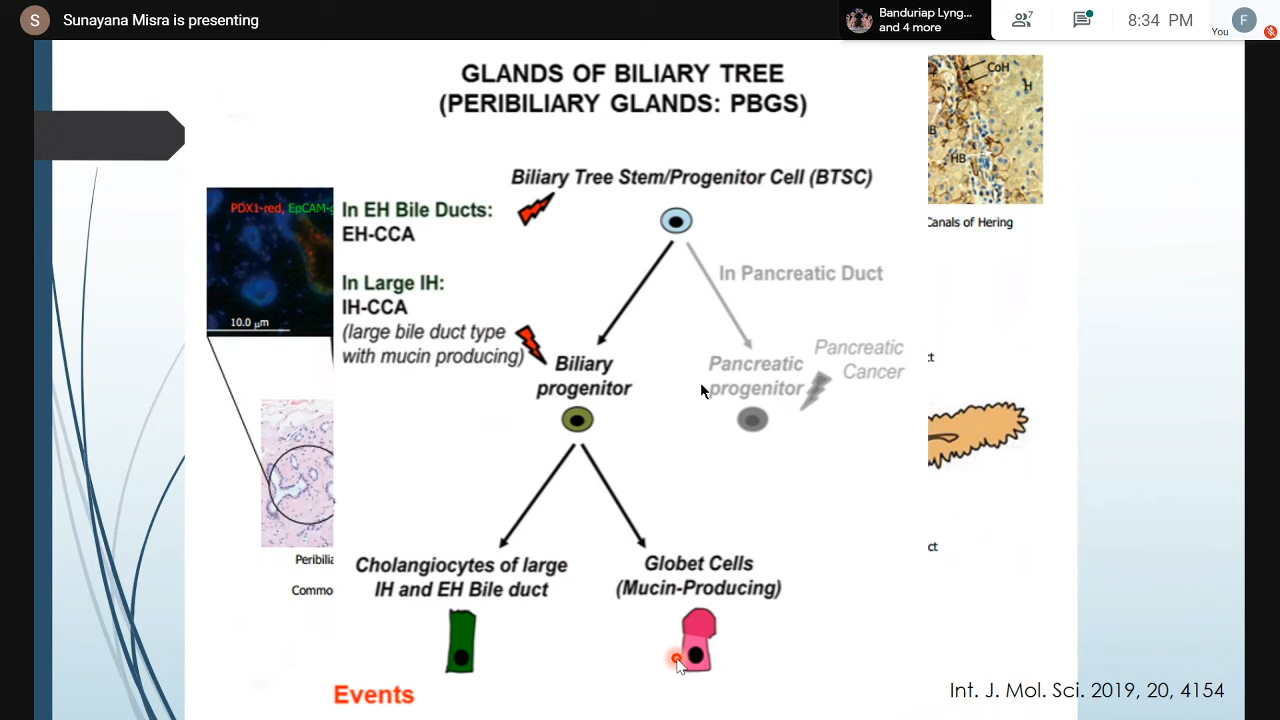 S Sunayana Misra is presenting
Banduriap Lyng...
and 4 more
7
8:34 PM
You
F
GLANDS OF BILIARY TREE
(PERIBILIARY GLANDS: PBGS)
CoH
H
HB
Biliary Tree Stem/Progenitor Cell (BTSC)
PDX1-red, EpCAM-g
In EH Bile Ducts:
EH-CCA
Canals of Hering
In Pancreatic Duct
In Large IH:
IH-CCA
(large bile duct type
with mucin producing)
10.0 µm
Biliary
progenitor
Pancreatic
progenitor
Pancreatic
Cancer
ct
ct
Peribilia
Commo
Cholangiocytes of large
IH and EH Bile duct
Globet Cells
(Mucin-Producing)
Events
Int. J. Mol. Sci. 2019, 20, 4154